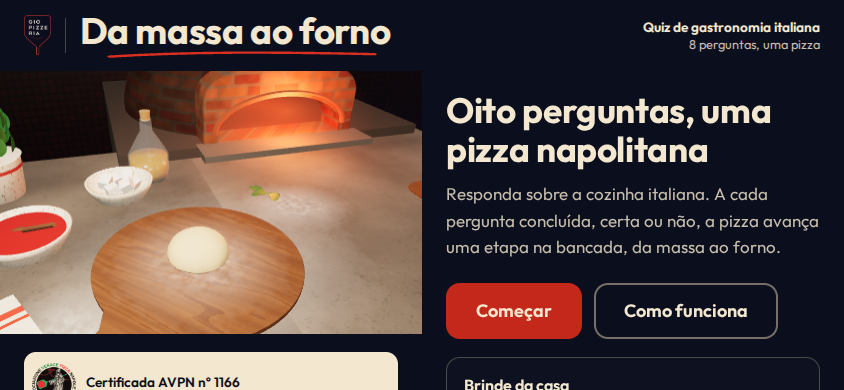 GIO
PIZZE
RIA
Da massa ao forno
Quiz de gastronomia italiana
8 perguntas, uma pizza
Oito perguntas, uma
pizza napolitana
Responda sobre a cozinha italiana. A cada
pergunta concluída, certa ou não, a pizza avança
uma etapa na bancada, da massa ao forno.
Começar
Como funciona
Certificada AVPN nº 1166
Brinde da casa